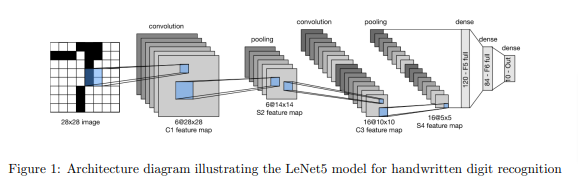 convolution
pooling
convolution
pooling
dense
dense
dense
120 - F5 full
84 - F6 full
10 - Out
28x28 image
6@28x28
C1 feature map
6@14x14
S2 feature map
16@10x10
C3 feature map
16@5x5
S4 feature map
Figure 1: Architecture diagram illustrating the LeNet5 model for handwritten digit recognition